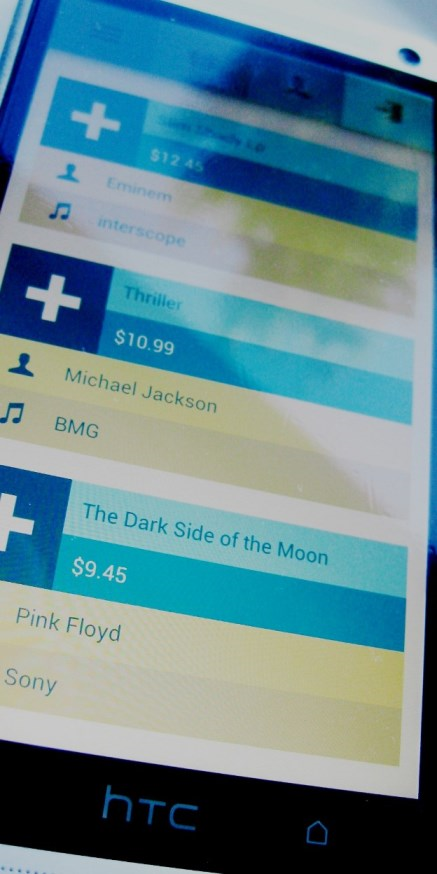 $12.45
Eminem
interscope
Thriller
$10.99
Michael Jackson
BMG
The Dark Side of the Moon
$9.45
Pink Floyd
Sony
hTC